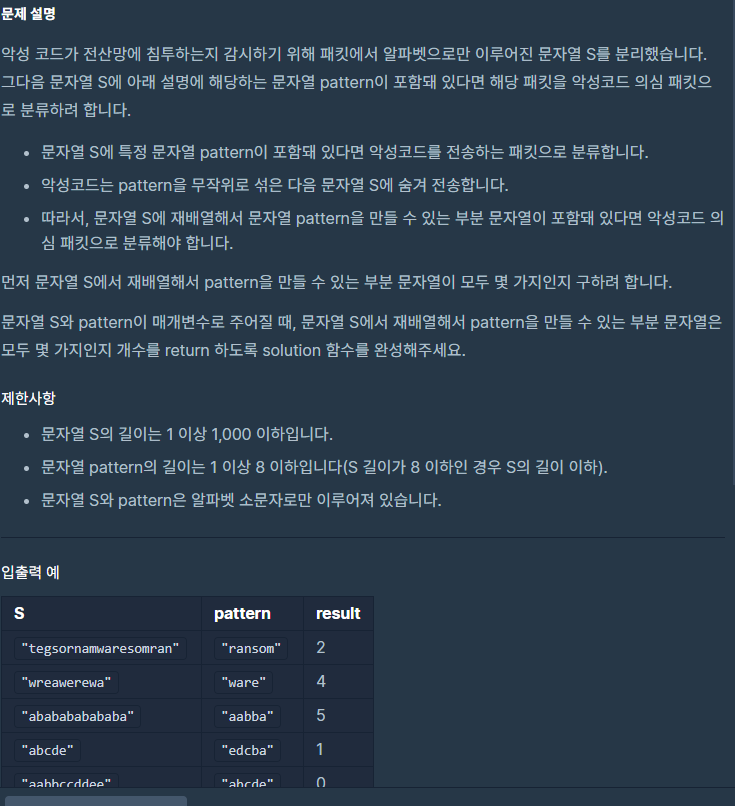 문제 설명
악성 코드가 전산망에 침투하는지 감시하기 위해 패킷에서 알파벳으로만 이루어진 문자열 S를 분리했습니다.
그다음 문자열 S에 아래 설명에 해당하는 문자열 pattern이 포함돼 있다면 해당 패킷을 악성코드 의심 패킷으
로 분류하려 합니다.
• 문자열 S에 특정 문자열 pattern이 포함돼 있다면 악성코드를 전송하는 패킷으로 분류합니다.
• 악성코드는 pattern을 무작위로 섞은 다음 문자열 S에 숨겨 전송합니다.
• 따라서, 문자열 S에 재배열해서 문자열 pattern을 만들 수 있는 부분 문자열이 포함돼 있다면 악성코드 의
심 패킷으로 분류해야 합니다.
먼저 문자열 S에서 재배열해서 pattern을 만들 수 있는 부분 문자열이 모두 몇 가지인지 구하려 합니다.
문자열 S와 pattern이 매개변수로 주어질 때, 문자열 S에서 재배열해서 pattern을 만들 수 있는 부분 문자열은
모두 몇 가지인지 개수를 return 하도록 solution 함수를 완성해주세요.
제한사항
• 문자열 S의 길이는 1 이상 1,000 이하입니다.
• 문자열 pattern의 길이는 1 이상 8 이하입니다(S 길이가 8 이하인 경우 S의 길이 이하).
• 문자열 S와 pattern은 알파벳 소문자로만 이루어져 있습니다.
입출력 예
S pattern result
"tegsornamwaresomran" "ransom" 2
"wreawerewa" "ware" 4
"ababababababa" "aabba" 5
"abcde" "edcba" 1
"aabbccddee" "abcde" 0